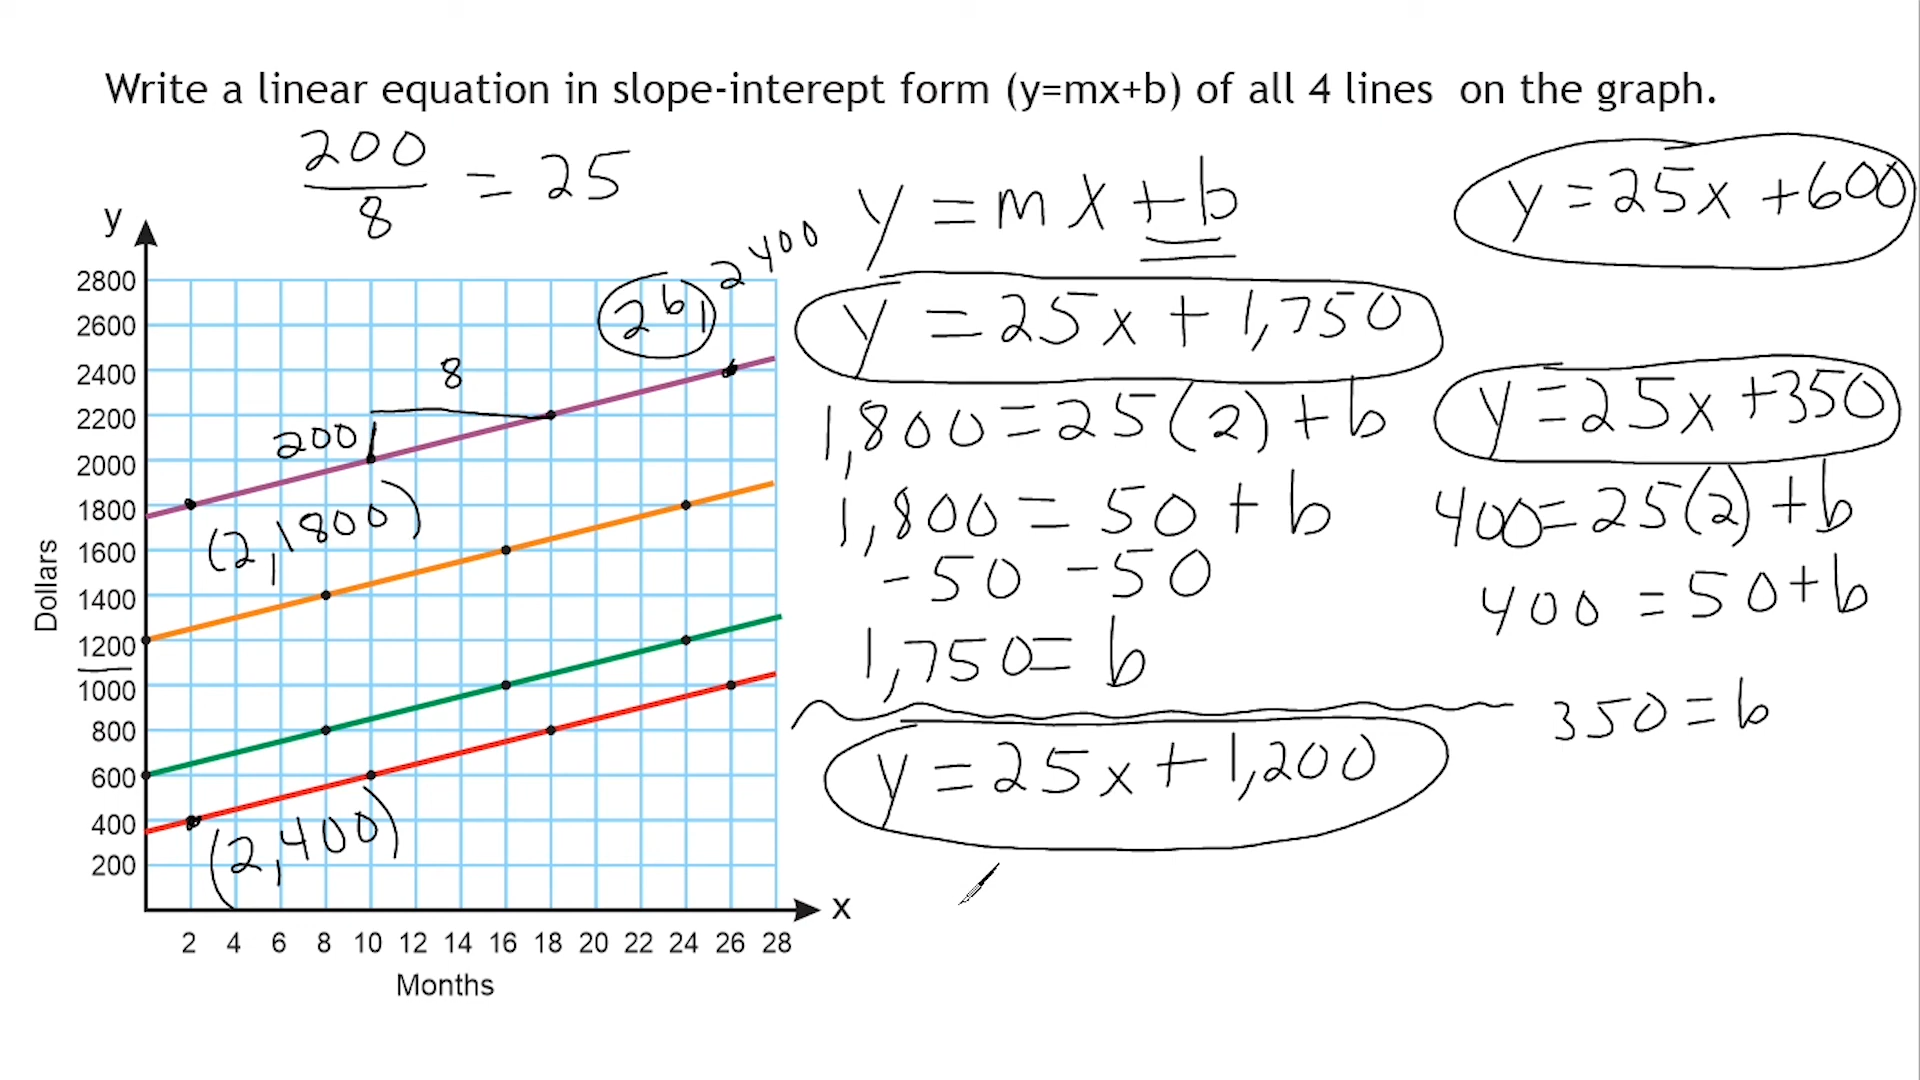 Write a linear equation in slope-interept form (y=mx+b) of all 4 lines on the graph.
200
8
= 25
y = mx + b
y = 25x + 600
y = 25x + 1,750
1,800 = 25(2) + b
1,800 = 50 + b
-50 -50
1,750 = b
y = 25x + 1,200
y = 25x + 350
400 = 25(2) + b
400 = 50 + b
350 = b
y
2800
2600
2400
2200
2000
1800
1600
1400
1200
1000
800
600
400
200
Dollars
26, 2400
8
200
(2,1800)
(2,400)
x
2 4 6 8 10 12 14 16 18 20 22 24 26 28
Months